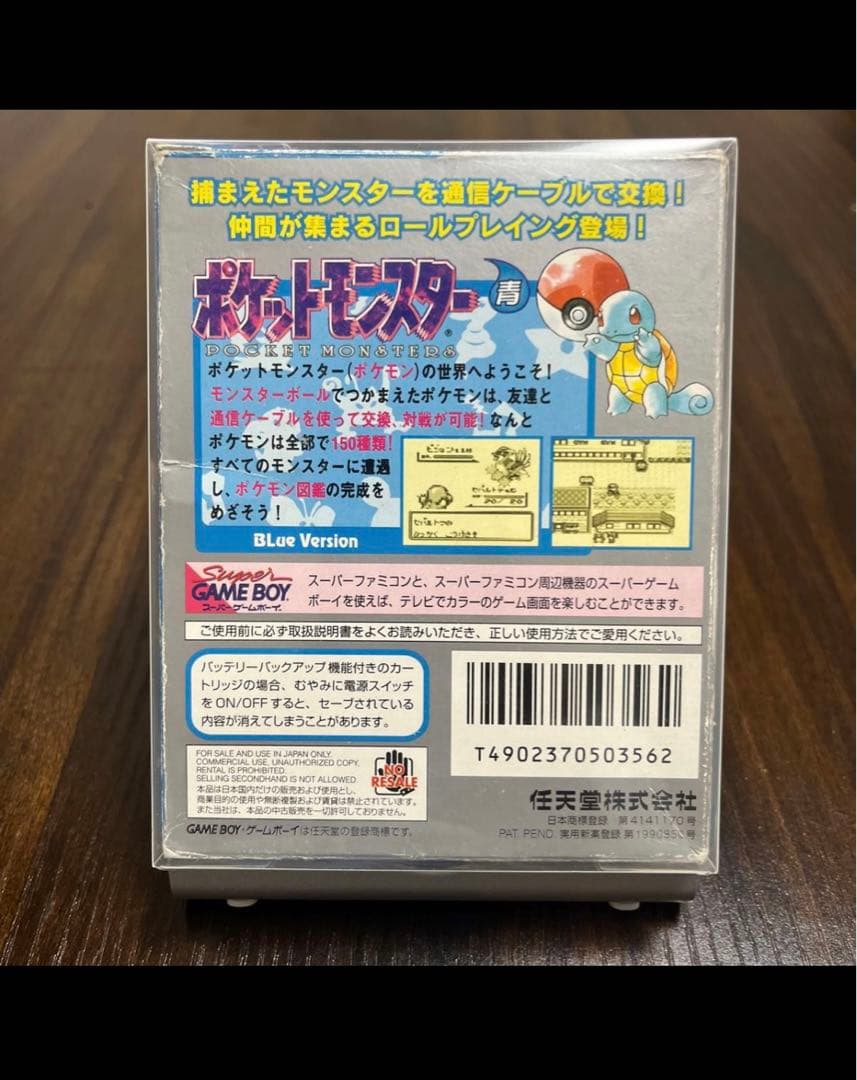 捕まえたモンスターを通信ケーブルで交換！
仲間が集まるロールプレイング登場！
ポケットモンスター®
青
POCKET MONSTERS
ポケットモンスター(ポケモン)の世界へようこそ！
モンスターボールでつかまえたポケモンは、友達と
通信ケーブルを使って交換、対戦が可能！なんと
ポケモンは全部で150種類！
すべてのモンスターに遭遇
し、ポケモン図鑑の完成を
めざそう！
20/ 20
BLue Version
Super
GAME BOY
スーパーゲームボーイ
スーパーファミコンと、スーパーファミコン周辺機器のスーパーゲーム
ボーイを使えば、テレビでカラーのゲーム画面を楽しむことができます。
ご使用前に必ず取扱説明書をよくお読みいただき、正しい使用方法でご愛用ください。
バッテリーバックアップ機能付きのカー
トリッジの場合、むやみに電源スイッチ
をON/OFFすると、セーブされている
内容が消えてしまうことがあります。
T4902370503562
FOR SALE AND USE IN JAPAN ONLY.
COMMERCIAL USE, UNAUTHORIZED COPY,
RENTAL IS PROHIBITED.
SELLING SECONDHAND IS NOT ALLOWED.
本品は日本国内だけの販売および使用とし、
商業目的の使用や無断複製および賃貸は禁止されています。
また当社は、本品の中古販売を一切許可しておりません。
NO
RESALE
GAME BOY・ゲームボーイは任天堂の登録商標です。
任天堂株式会社
日本商標登録 第4141170号
PAT. PEND. 実用新案登録 第1990950号